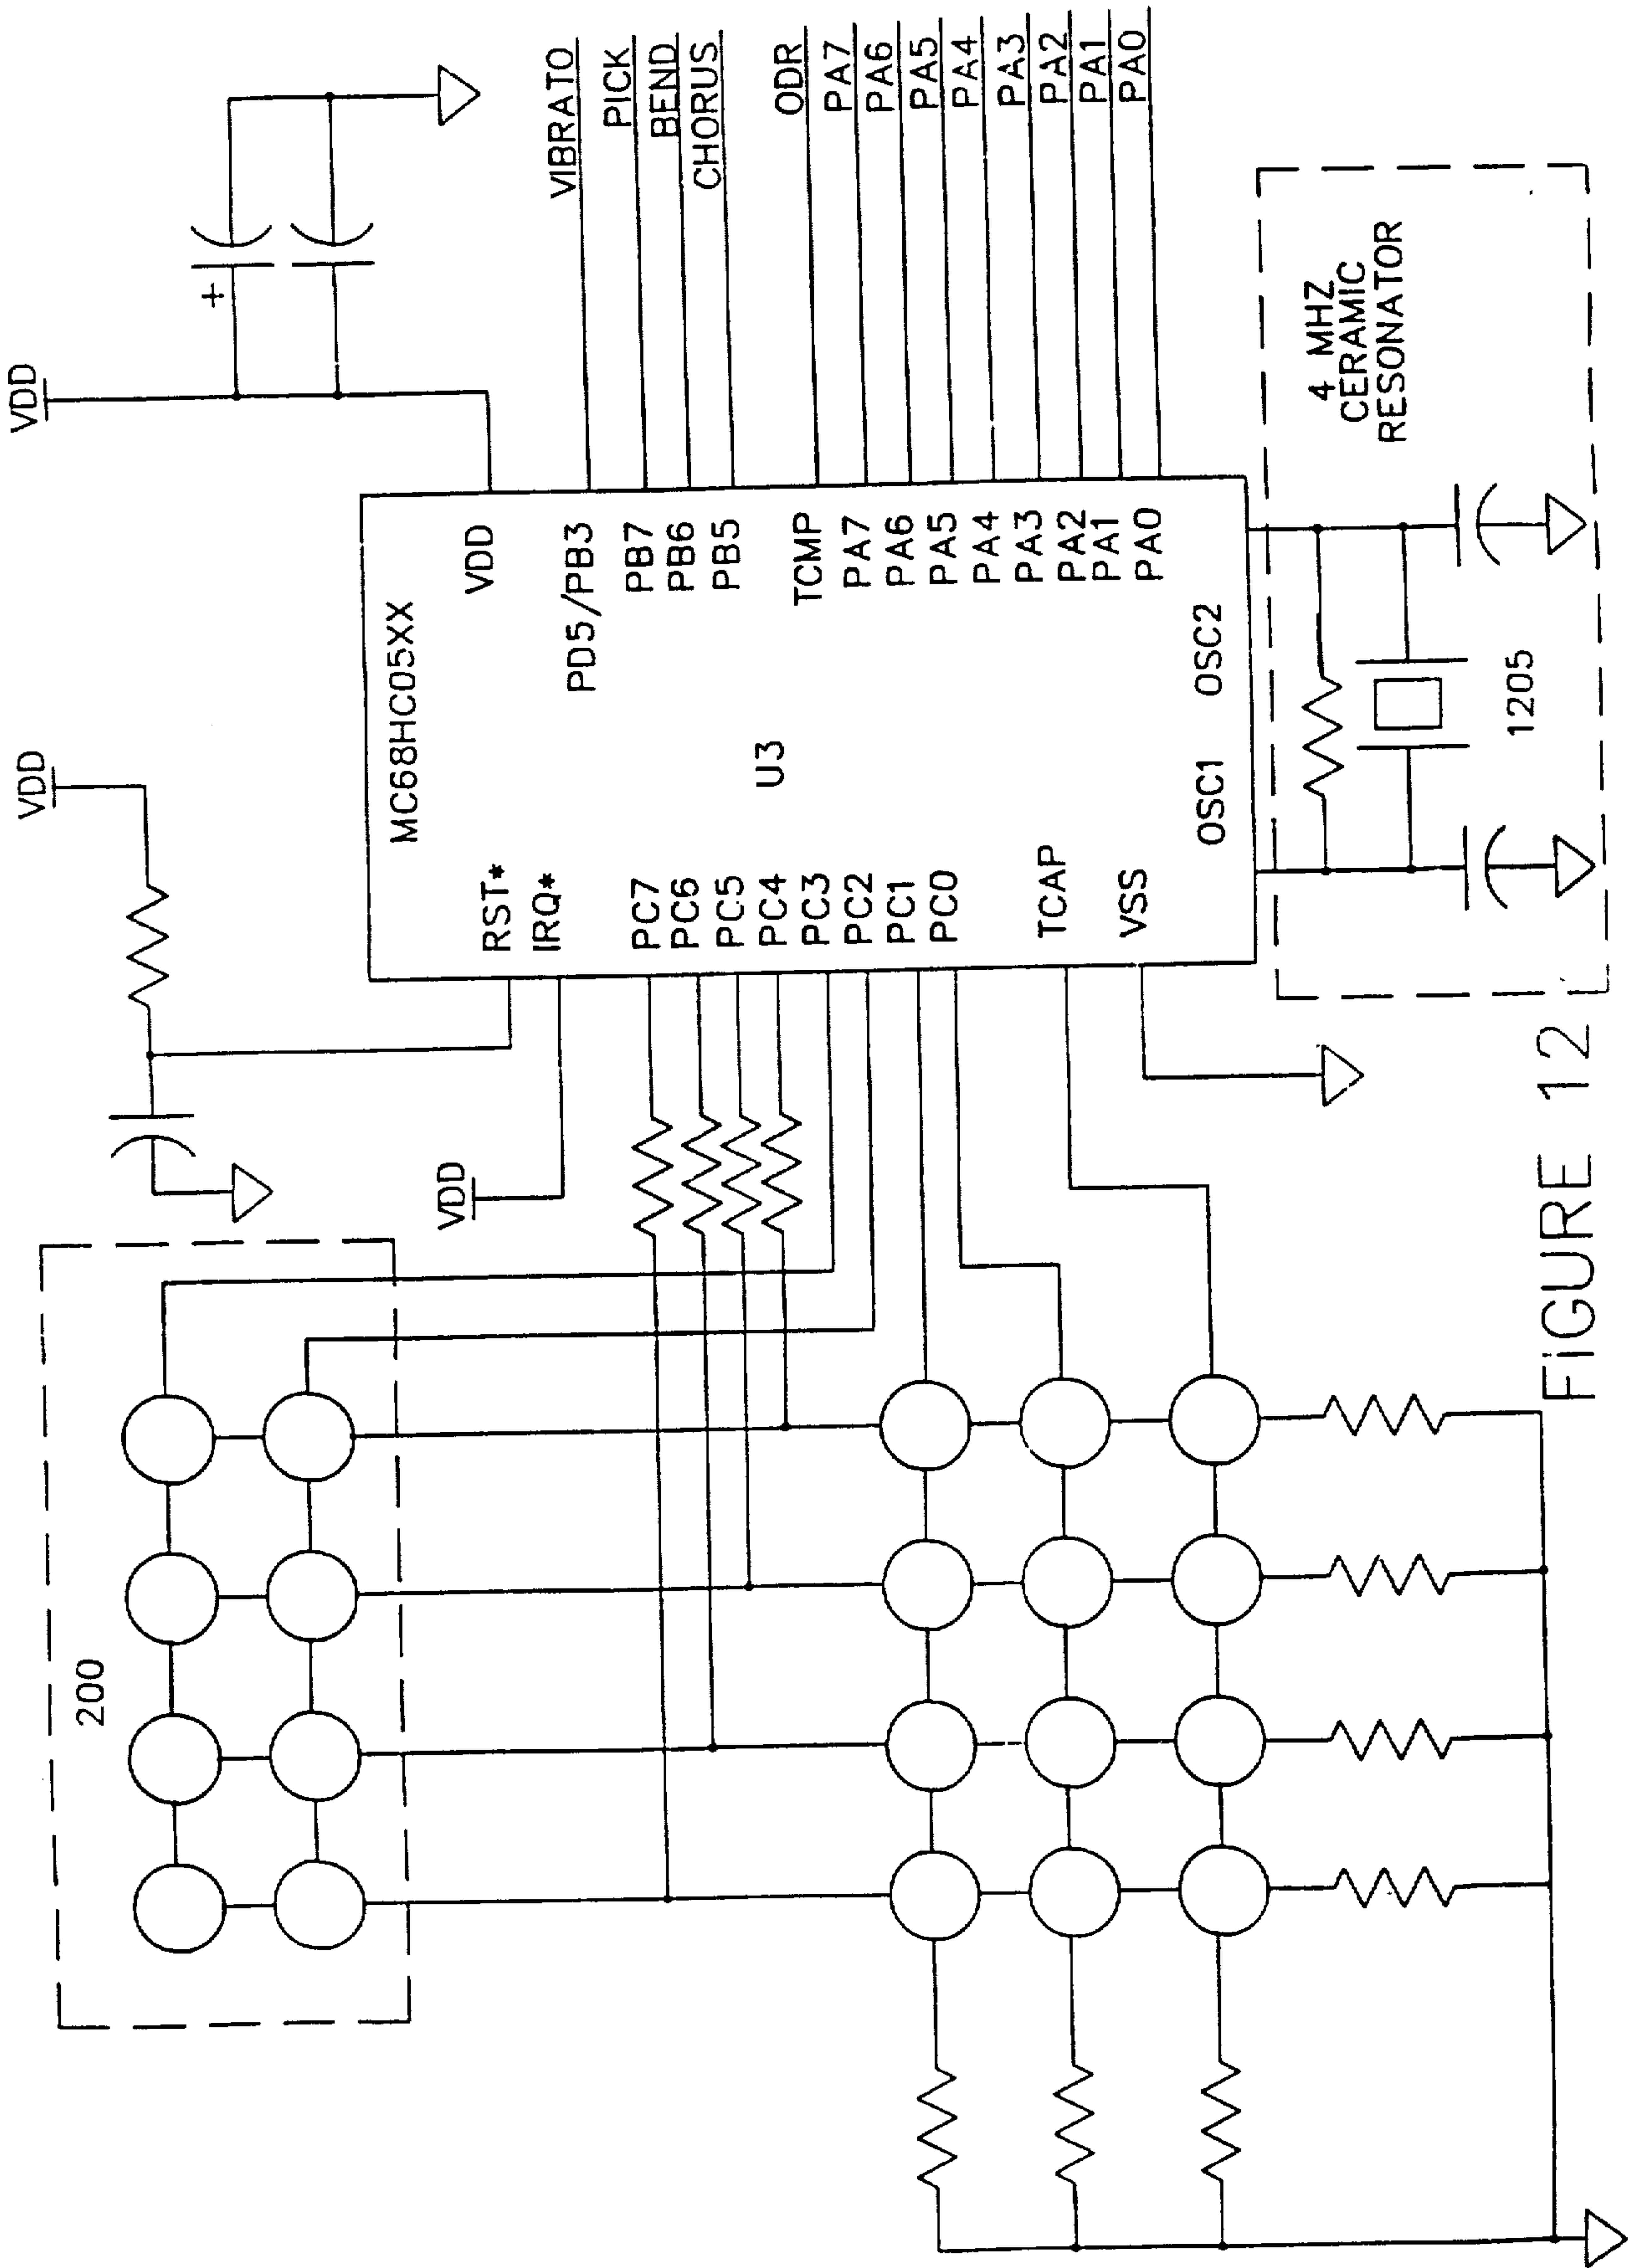 VDD
VDD
VDD
200
MC68HC05XX
U3
RST*
IRQ*
PC7
PC6
PC5
PC4
PC3
PC2
PC1
PC0
TCAP
VSS
OSC1
OSC2
VDD
PD5/PB3
PB7
PB6
PB5
TCMP
PA7
PA6
PA5
PA4
PA3
PA2
PA1
PA0
VIBRATO
PICK
BEND
CHORUS
ODR
PA7
PA6
PA5
PA4
PA3
PA2
PA1
PA0
+
4 MHZ
CERAMIC
RESONATOR
1205
FiGURE 12